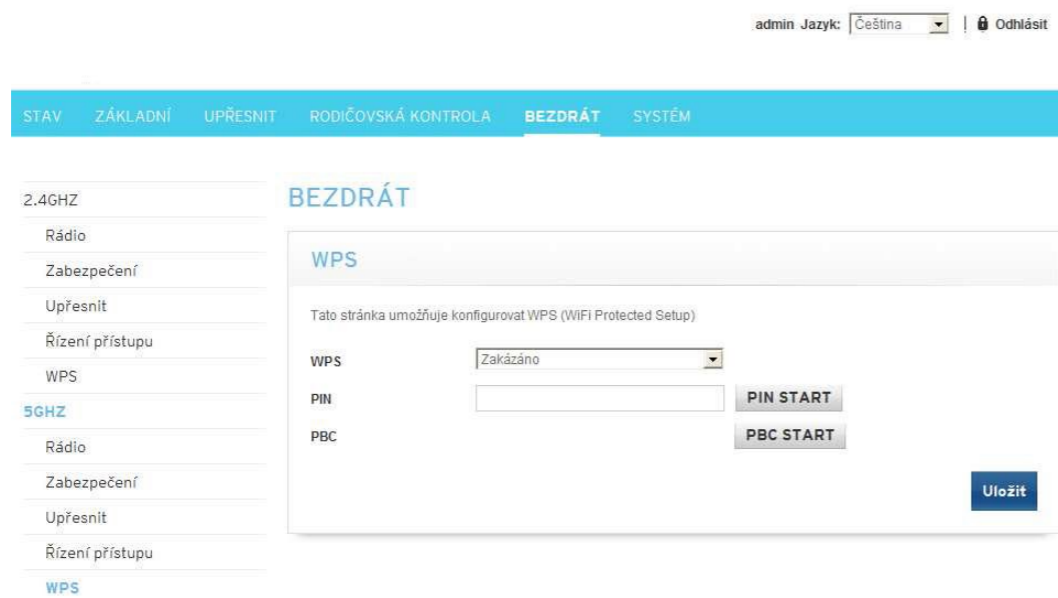 admin Jazyk: Čeština | Odhlásit
STAV ZÁKLADNÍ UPŘESNIT RODIČOVSKÁ KONTROLA BEZDRÁT SYSTÉM
2.4GHZ
Rádio
Zabezpečení
Upřesnit
Řízení přístupu
WPS
5GHZ
Rádio
Zabezpečení
Upřesnit
Řízení přístupu
WPS
BEZDRÁT
WPS
Tato stránka umožňuje konfigurovat WPS (WiFi Protected Setup)
WPS Zakázáno
PIN PIN START
PBC PBC START
Uložit